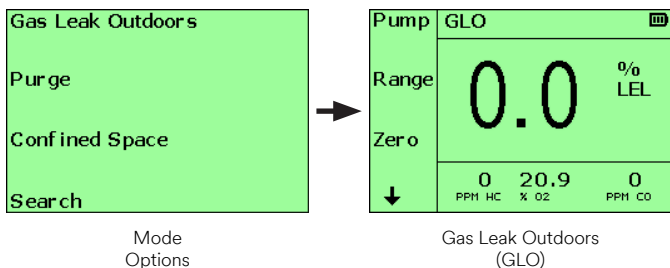 Gas Leak Outdoors
Purge
Confined Space
Search
Mode
Options
Pump
GLO
Range
0.0
%
LEL
Zero
0 20.9 0
PPM HC % O2 PPM CO
Gas Leak Outdoors
(GLO)